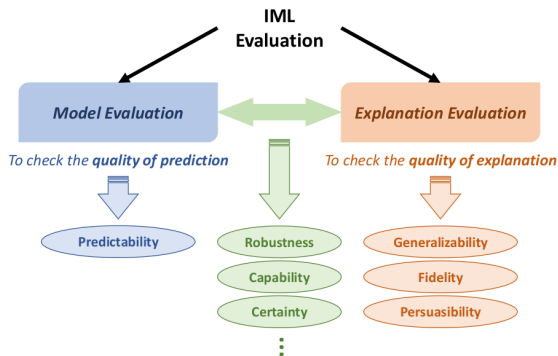 IML
Evaluation
Model Evaluation
Explanation Evaluation
To check the quality of prediction
To check the quality of explanation
Predictability
Robustness
Generalizability
Capability
Fidelity
Certainty
Persuasibility